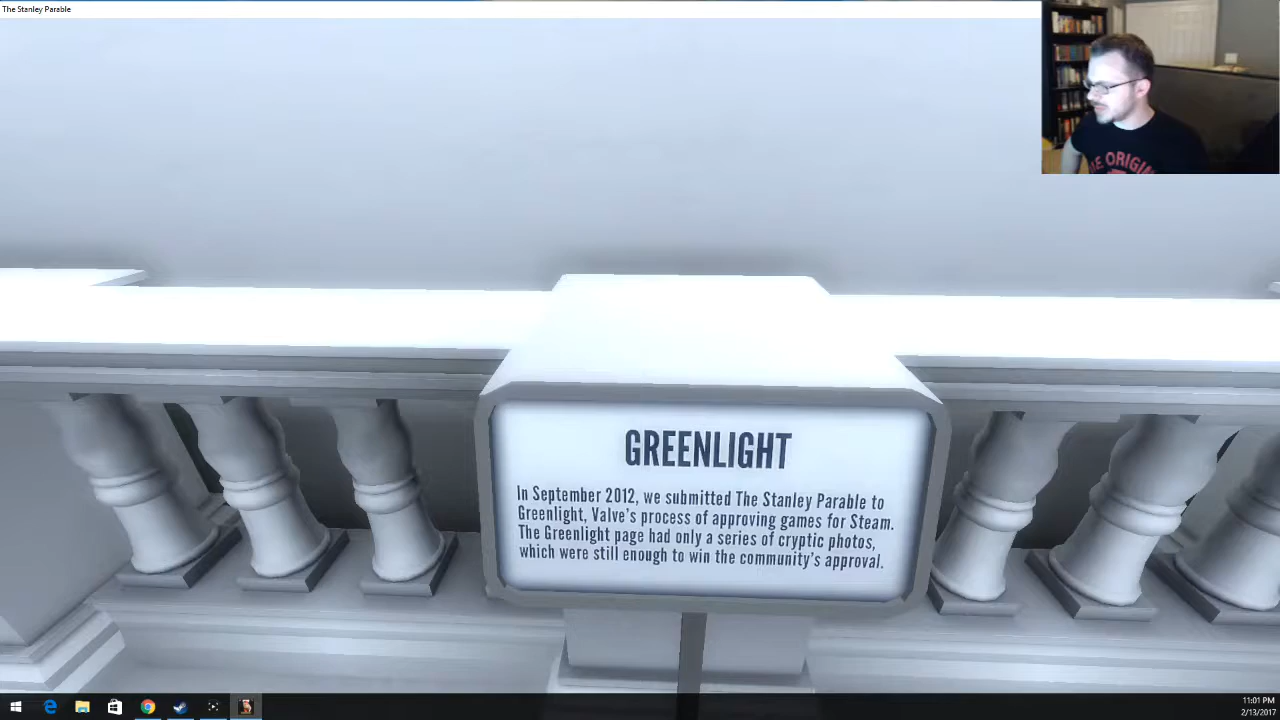 The Stanley Parable
GREENLIGHT
In September 2012, we submitted The Stanley Parable to
Greenlight, Valve's process of approving games for Steam.
The Greenlight page had only a series of cryptic photos,
which were still enough to win the community's approval.
11:01 PM
2/13/2017